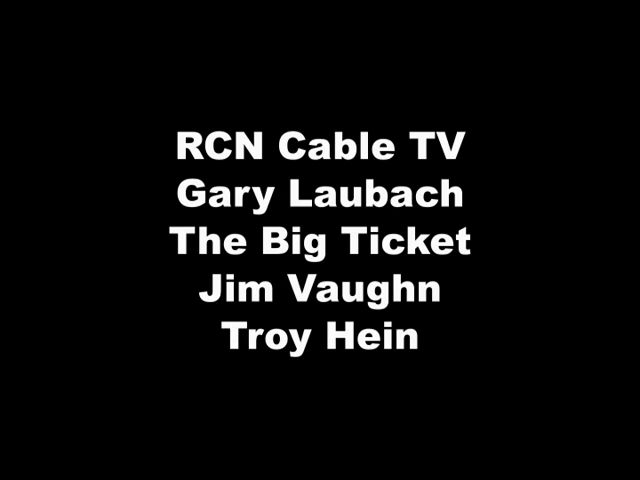 RCN Cable TV
Gary Laubach
The Big Ticket
Jim Vaughn
Troy Hein